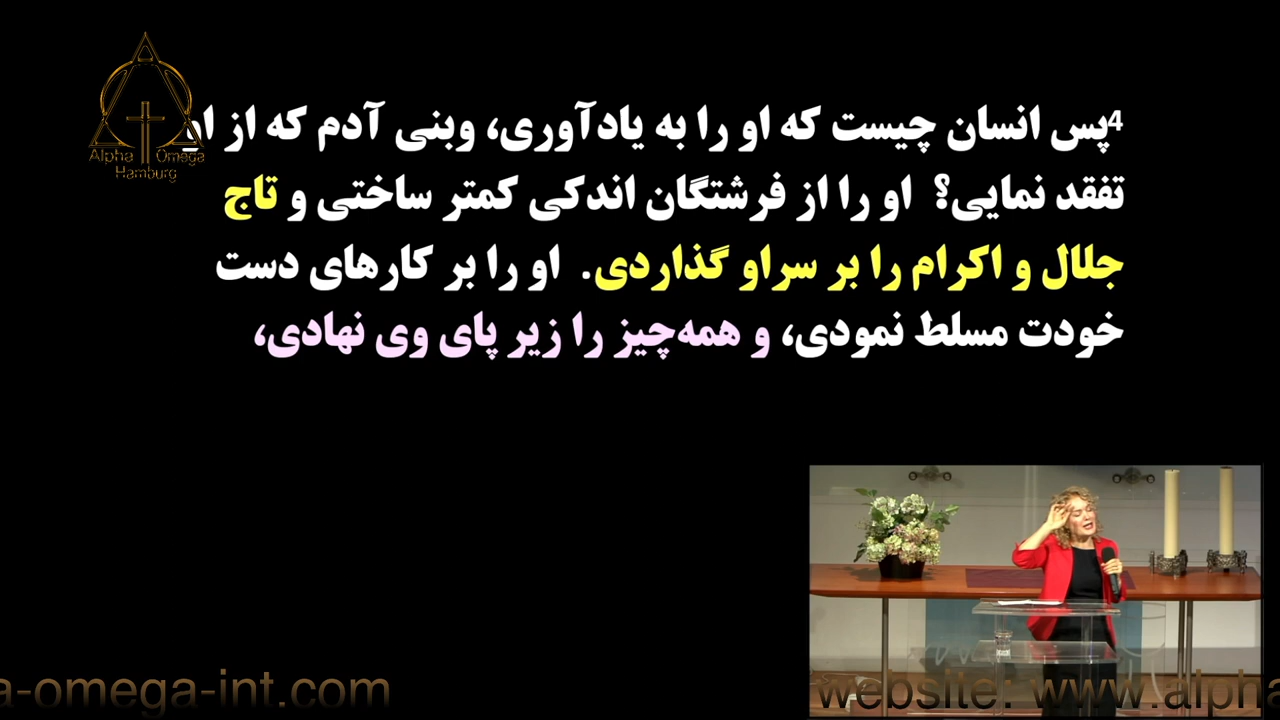 Alpha Omega
Hamburg
4پس انسان چیست که او را به یادآوری، وبنی آدم که از او
تفقد نمایی؟ او را از فرشتگان اندکی کمتر ساختی و تاج
جلال و اکرام را بر سراو گذاردی. او را بر کارهای دست
خودت مسلط نمودی، و همه‌چیز را زیر پای وی نهادی،
a-omega-int.com
website: www.alpha